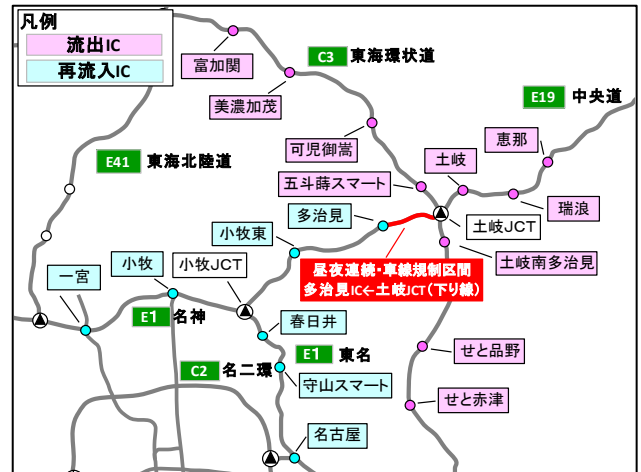 凡例
流出IC
再流入IC
富加関
C3 東海環状道
美濃加茂
E19 中央道
可児御嵩
恵那
土岐
E41 東海北陸道
五斗蒔スマート
多治見
瑞浪
土岐JCT
小牧東
土岐南多治見
小牧
小牧JCT
一宮
昼夜連続・車線規制区間
多治見IC←土岐JCT(下り線)
E1 名神
春日井
E1 東名
せと品野
C2 名二環
守山スマート
せと赤津
名古屋